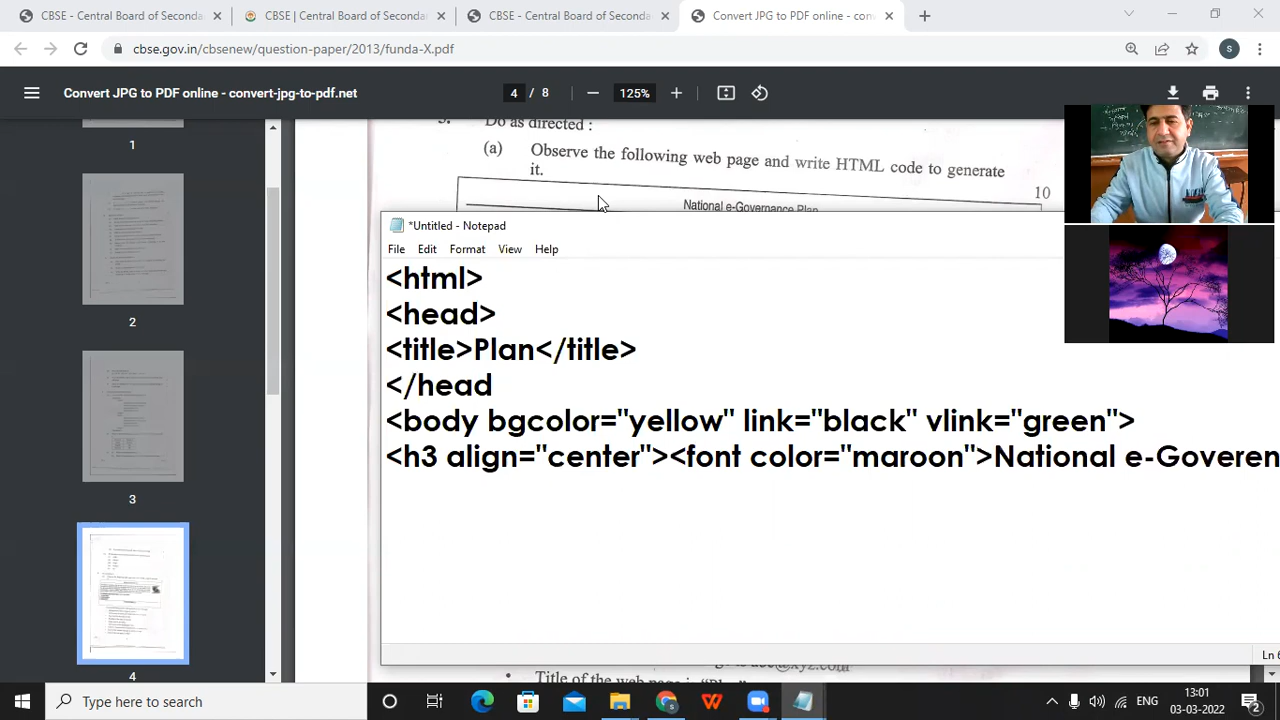 CBSE - Central Board of Seconda
CBSE | Central Board of Secondar
CBSE - Central Board of Seconda
Convert JPG to PDF online - con
cbse.gov.in/cbsenew/question-paper/2013/funda-X.pdf
S
Convert JPG to PDF online - convert-jpg-to-pdf.net
4 / 8
125%
1
2
3
4
Do as directed :
(a) Observe the following web page and write HTML code to generate
it.
10
National e-Governance Plan
*Untitled - Notepad
File Edit Format View Help
<html>
<head>
<title>Plan</title>
</head
<body bgcolor="yellow" link="black" vlink="green">
<h3 align="center"><font color="maroon">National e-Goveren
Ln 6
• Title of the web page :
Type here to search
ENG
13:01
03-03-2022
2